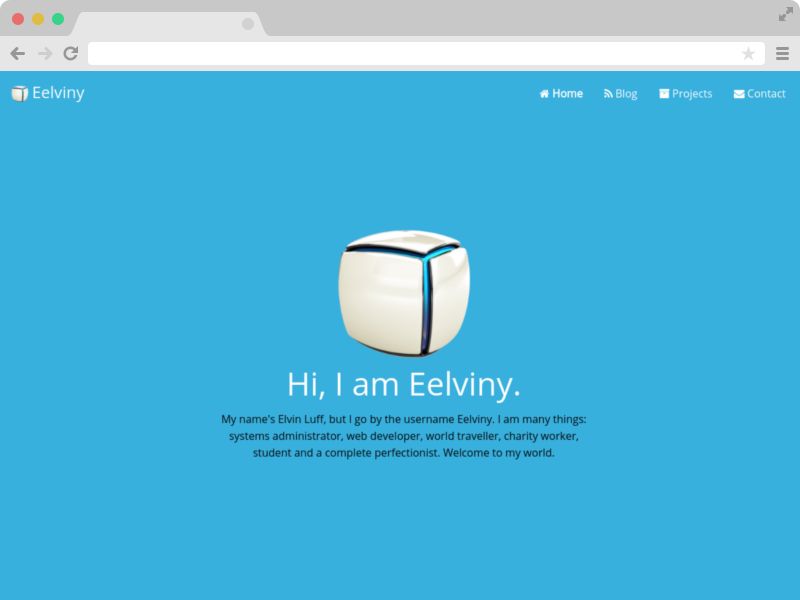 Eelviny
Home
Blog
Projects
Contact
Hi, I am Eelviny.
My name's Elvin Luff, but I go by the username Eelviny. I am many things:
systems administrator, web developer, world traveller, charity worker,
student and a complete perfectionist. Welcome to my world.